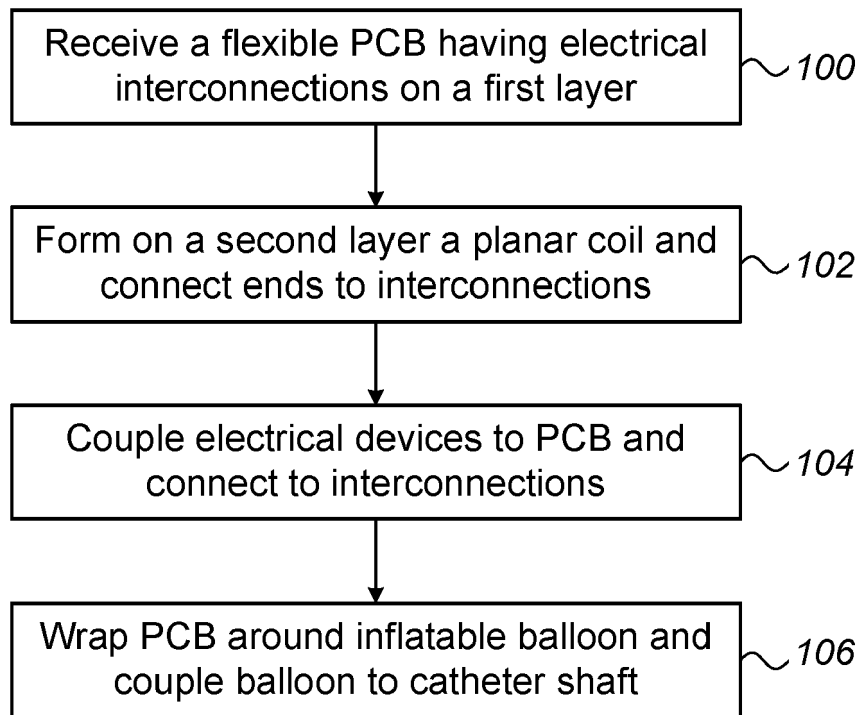 Receive a flexible PCB having electrical
interconnections on a first layer
100
Form on a second layer a planar coil and
connect ends to interconnections
102
Couple electrical devices to PCB and
connect to interconnections
104
Wrap PCB around inflatable balloon and
couple balloon to catheter shaft
106